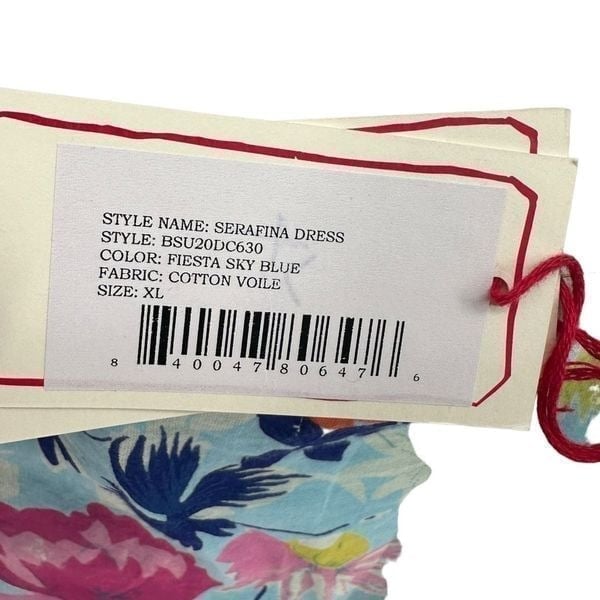 STYLE NAME: SERAFINA DRESS
STYLE: BSU20DC630
COLOR: FIESTA SKY BLUE
FABRIC: COTTON VOILE
SIZE: XL
8 40047 80647 6